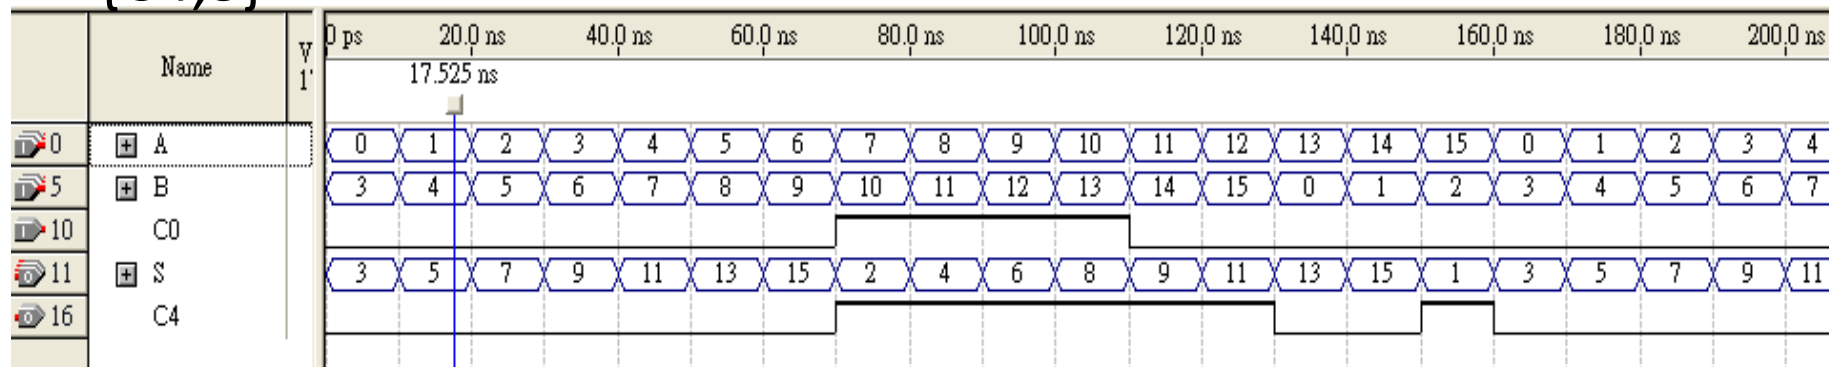 {C4,S}
Name V 1' 0 ps 20.0 ns 40.0 ns 60.0 ns 80.0 ns 100.0 ns 120.0 ns 140.0 ns 160.0 ns 180.0 ns 200.0 ns
17.525 ns
0 A 0 1 2 3 4 5 6 7 8 9 10 11 12 13 14 15 0 1 2 3 4
5 B 3 4 5 6 7 8 9 10 11 12 13 14 15 0 1 2 3 4 5 6 7
10 C0
11 S 3 5 7 9 11 13 15 2 4 6 8 9 11 13 15 1 3 5 7 9 11
16 C4